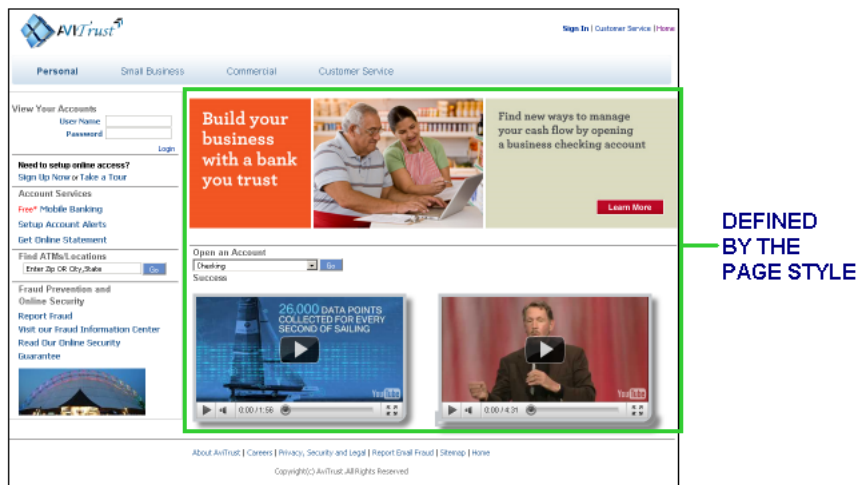 AVVTrust
Sign In | Customer Service | Home
Personal Small Business Commercial Customer Service
View Your Accounts
User Name
Password
Login
Need to setup online access?
Sign Up Now or Take a Tour
Account Services
Free* Mobile Banking
Setup Account Alerts
Get Online Statement
Find ATMs/Locations
Enter Zip OR City,State Go
Fraud Prevention and
Online Security
Report Fraud
Visit our Fraud Information Center
Read Our Online Security
Guarantee
Build your
business
with a bank
you trust
Find new ways to manage
your cash flow by opening
a business checking account
Learn More
Open an Account
Checking Go
Success
26,000 DATA POINTS
COLLECTED FOR EVERY
SECOND OF SAILING
YouTube
0:00 / 1:56
YouTube
0:00 / 4:31
About AviTrust | Careers | Privacy, Security and Legal | Report Email Fraud | Sitemap | Home
Copyright(c) AviTrust .All Rights Reserved
DEFINED
BY THE
PAGE STYLE